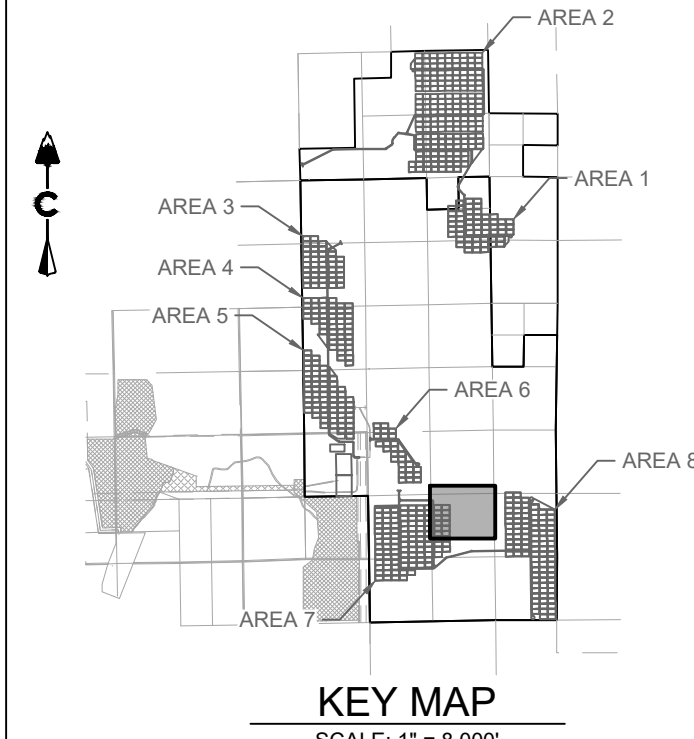 AREA 2
AREA 1
AREA 3
AREA 4
AREA 5
AREA 6
AREA 8
AREA 7
KEY MAP
SCALE: 1" = 8,000'